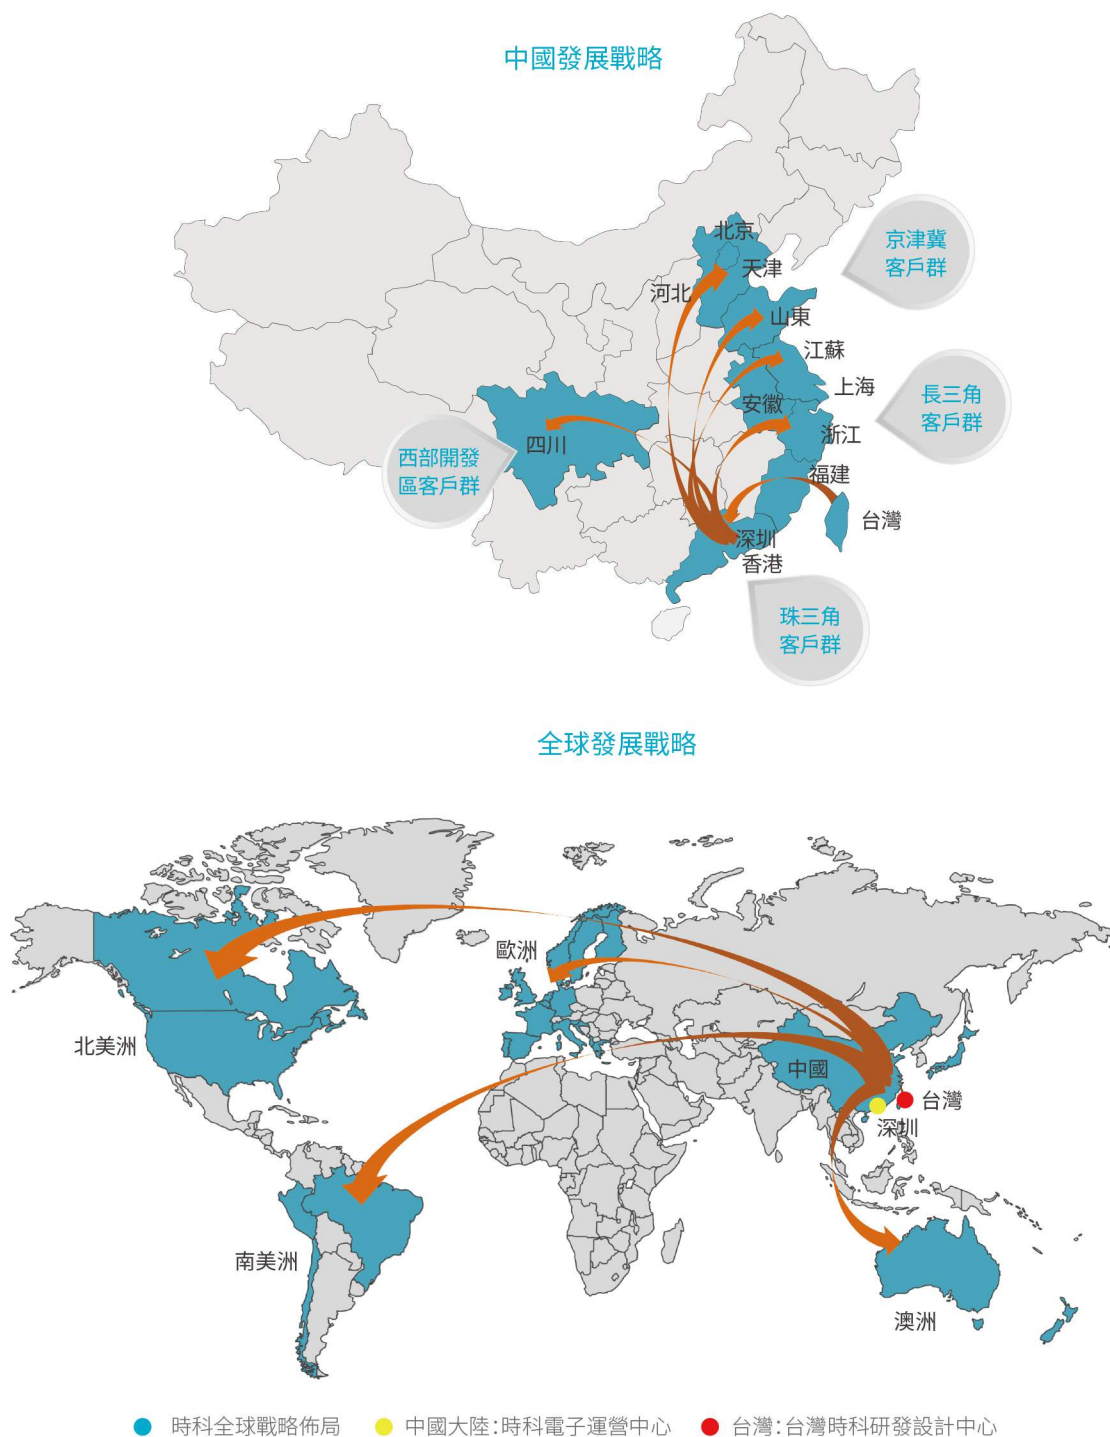 中國發展戰略
北京
京津冀
客戶群
天津
河北
山東
江蘇
上海
長三角
客戶群
安徽
浙江
四川
西部開發
區客戶群
福建
台灣
深圳
香港
珠三角
客戶群
全球發展戰略
歐洲
北美洲
中國
台灣
深圳
南美洲
澳洲
時科全球戰略佈局
中國大陸:時科電子運營中心
台灣:台灣時科研發設計中心